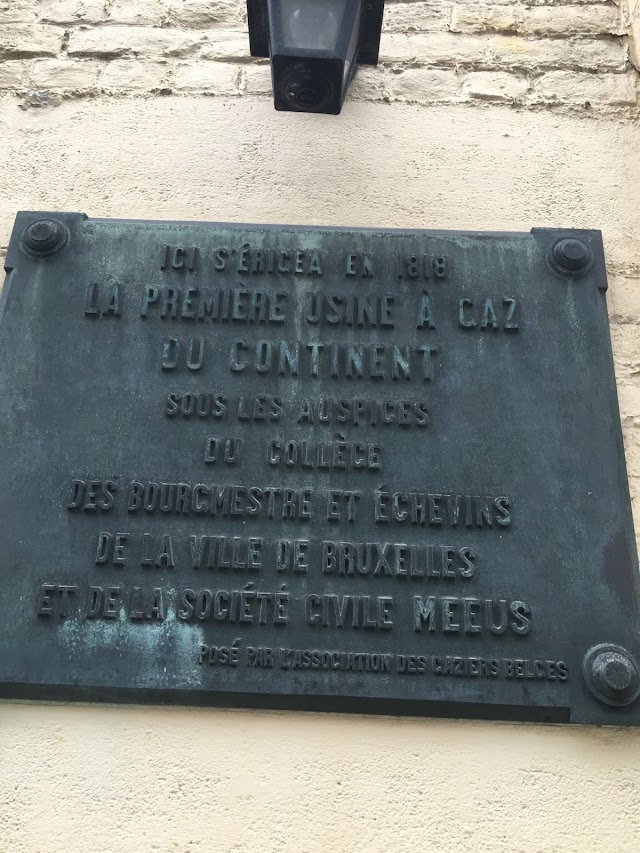 ICI S'ÉRIGEA EN 1818
LA PREMIÈRE USINE À GAZ
DU CONTINENT
SOUS LES AUSPICES
DU COLLÈGE
DES BOURGMESTRE ET ÉCHEVINS
DE LA VILLE DE BRUXELLES
ET DE LA SOCIÉTÉ CIVILE MEEUS
POSÉ PAR L'ASSOCIATION DES GAZIERS BELGES